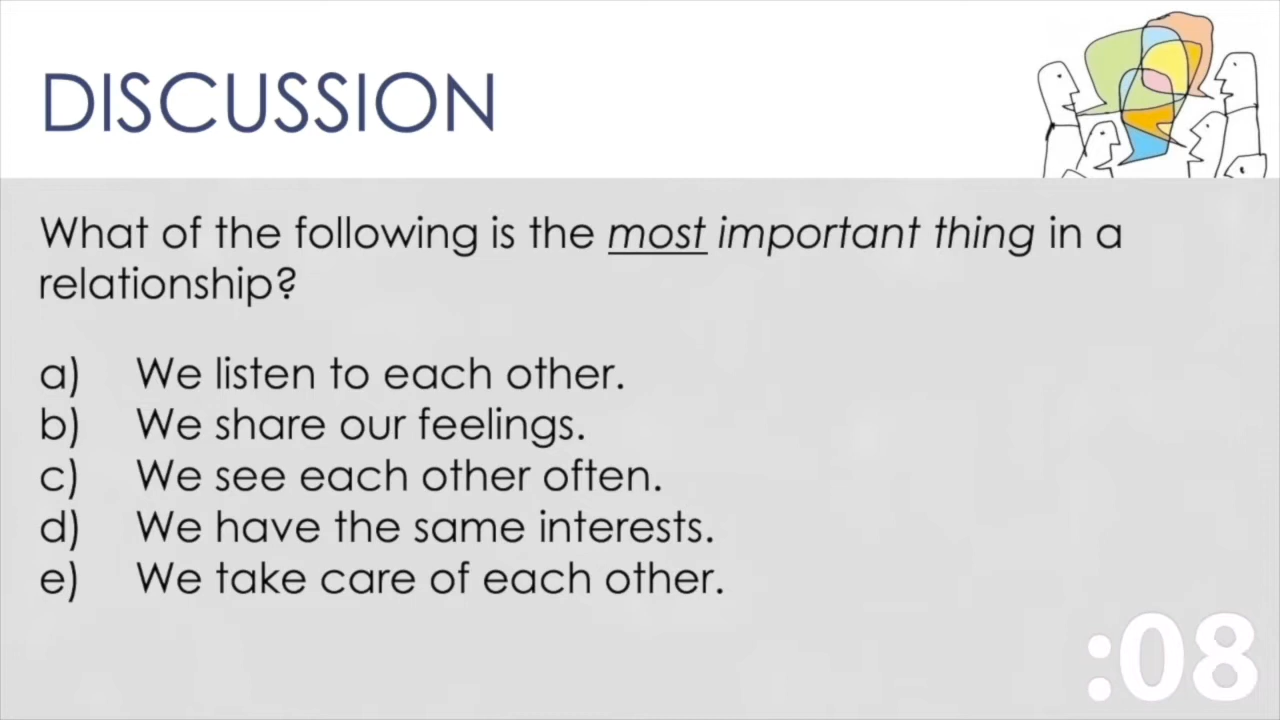 DISCUSSION
What of the following is the most important thing in a
relationship?
a) We listen to each other.
b) We share our feelings.
c) We see each other often.
d) We have the same interests.
e) We take care of each other.
:08